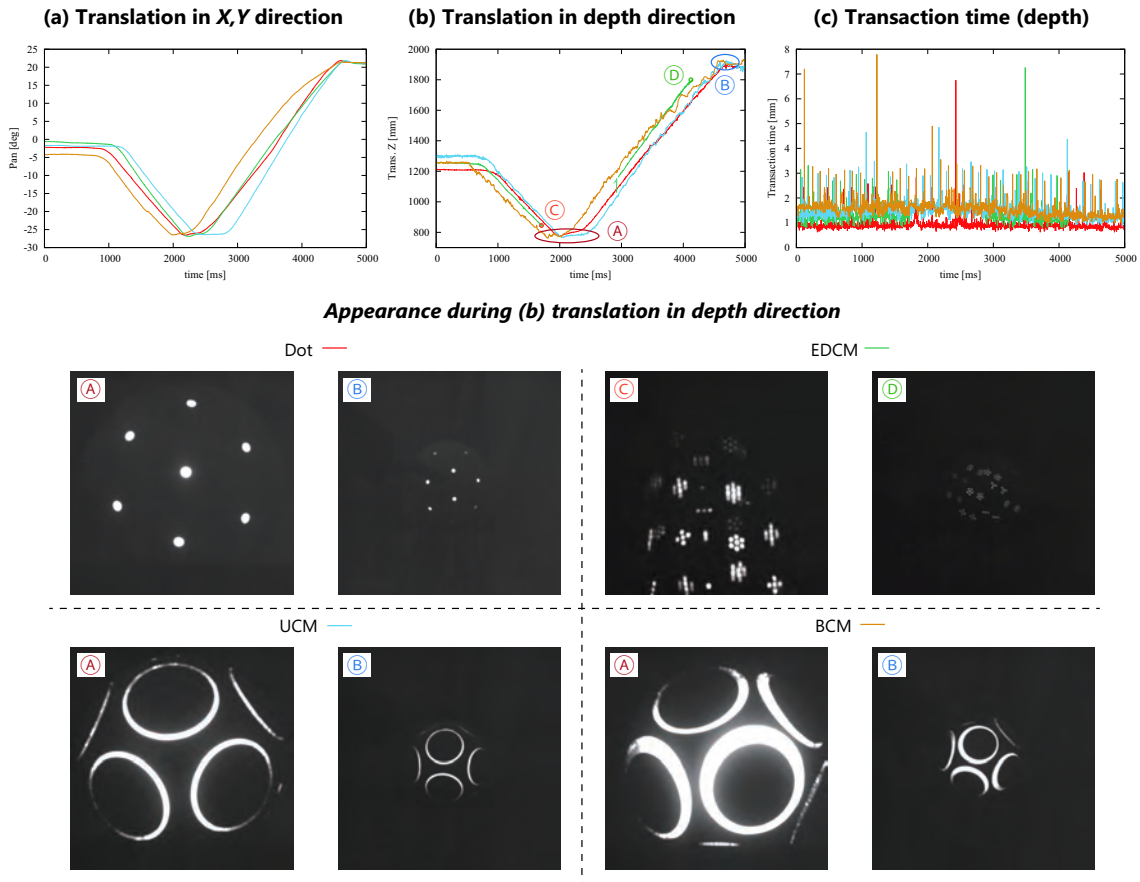 (a) Translation in X,Y direction
(b) Translation in depth direction
(c) Transaction time (depth)
25
20
15
10
5
0
-5
-10
-15
-20
-25
-30
Pan [deg]
0 1000 2000 3000 4000 5000
time [ms]
2000
1800
1600
1400
1200
1000
800
Trans. Z [mm]
D
B
C
A
0 1000 2000 3000 4000 5000
time [ms]
8
7
6
5
4
3
2
1
0
Transaction time [mm]
0 1000 2000 3000 4000 5000
time [ms]
Appearance during (b) translation in depth direction
Dot
EDCM
A
B
C
D
UCM
BCM
A
B
A
B